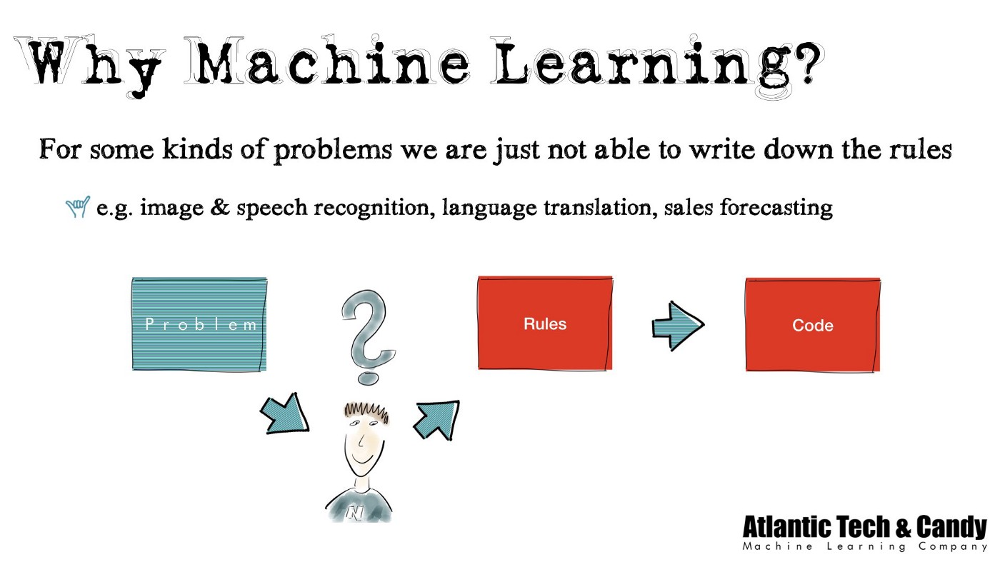 Why Machine Learning?
For some kinds of problems we are just not able to write down the rules
e.g. image & speech recognition, language translation, sales forecasting
Problem
Rules
Code
N
Atlantic Tech & Candy
Machine Learning Company